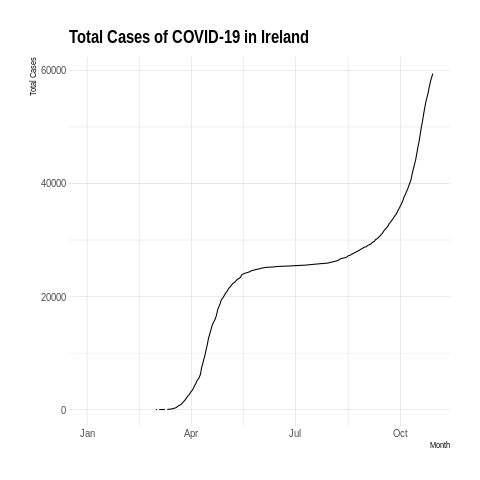 Total Cases of COVID-19 in Ireland
Total Cases
60000
40000
20000
0
Jan Apr Jul Oct
Month